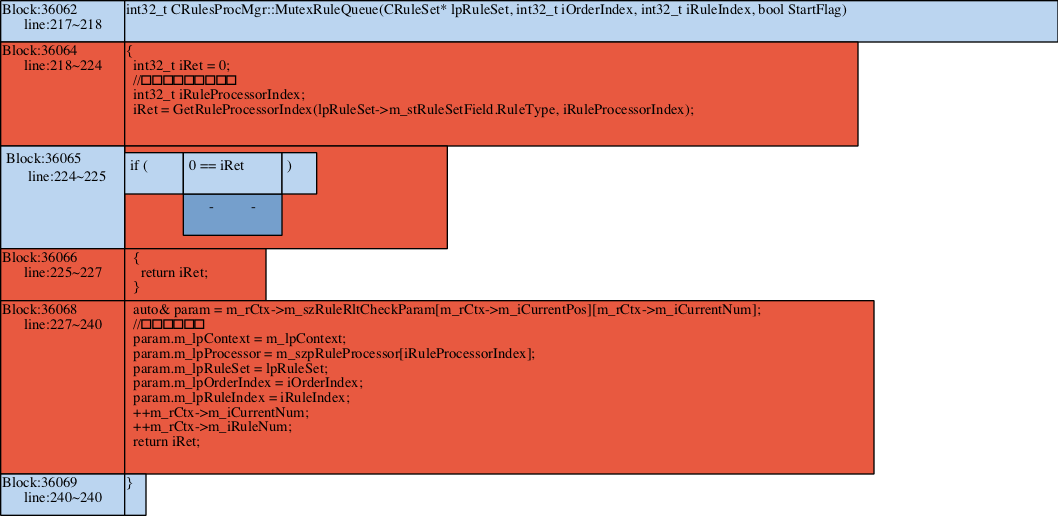 Block:36062
line:217~218
int32_t CRulesProcMgr::MutexRuleQueue(CRuleSet* lpRuleSet, int32_t iOrderIndex, int32_t iRuleIndex, bool StartFlag)
Block:36064
line:218~224
{
int32_t iRet = 0;
//□□□□□□□□□
int32_t iRuleProcessorIndex;
iRet = GetRuleProcessorIndex(lpRuleSet->m_stRuleSetField.RuleType, iRuleProcessorIndex);
Block:36065
line:224~225
if (
0 == iRet
)
- -
Block:36066
line:225~227
{
return iRet;
}
Block:36068
line:227~240
auto& param = m_rCtx->m_szRuleRltCheckParam[m_rCtx->m_iCurrentPos][m_rCtx->m_iCurrentNum];
//□□□□□□
param.m_lpContext = m_lpContext;
param.m_lpProcessor = m_szpRuleProcessor[iRuleProcessorIndex];
param.m_lpRuleSet = lpRuleSet;
param.m_lpOrderIndex = iOrderIndex;
param.m_lpRuleIndex = iRuleIndex;
++m_rCtx->m_iCurrentNum;
++m_rCtx->m_iRuleNum;
return iRet;
Block:36069
line:240~240
}